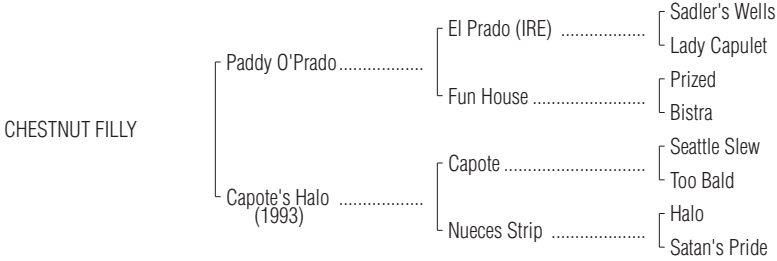 Sadler's Wells
El Prado (IRE) ...................
Lady Capulet
Paddy O'Prado..................
Prized
Fun House .........................
Bistra
CHESTNUT FILLY
Seattle Slew
Capote ...............................
Too Bald
Capote's Halo ..................
(1993)
Halo
Nueces Strip ....................
Satan's Pride